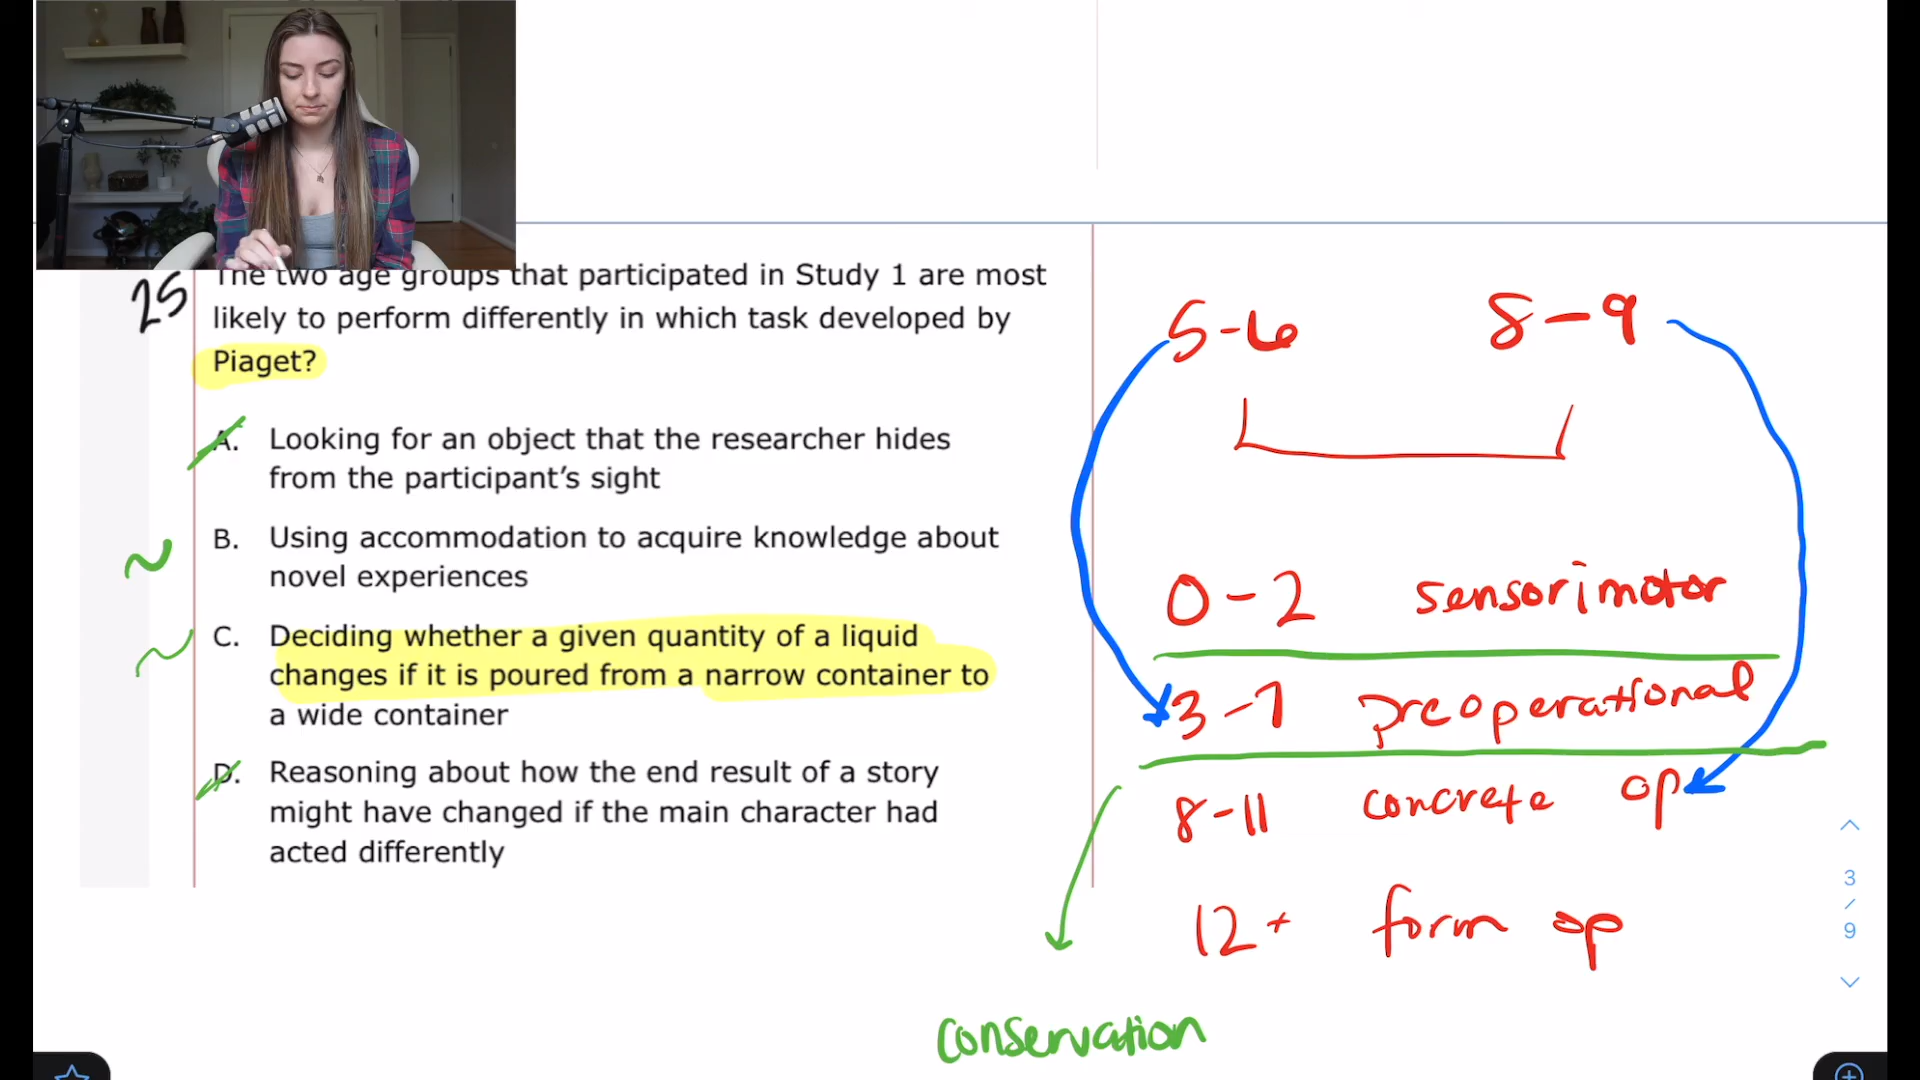 25
The two age groups that participated in Study 1 are most
likely to perform differently in which task developed by
Piaget?
A. Looking for an object that the researcher hides
from the participant's sight
~ B. Using accommodation to acquire knowledge about
novel experiences
~ C. Deciding whether a given quantity of a liquid
changes if it is poured from a narrow container to
a wide container
D. Reasoning about how the end result of a story
might have changed if the main character had
acted differently
5-6 8-9
0-2 sensorimotor
3-7 preoperational
8-11 concrete op
12+ form op
conservation
3
/
9